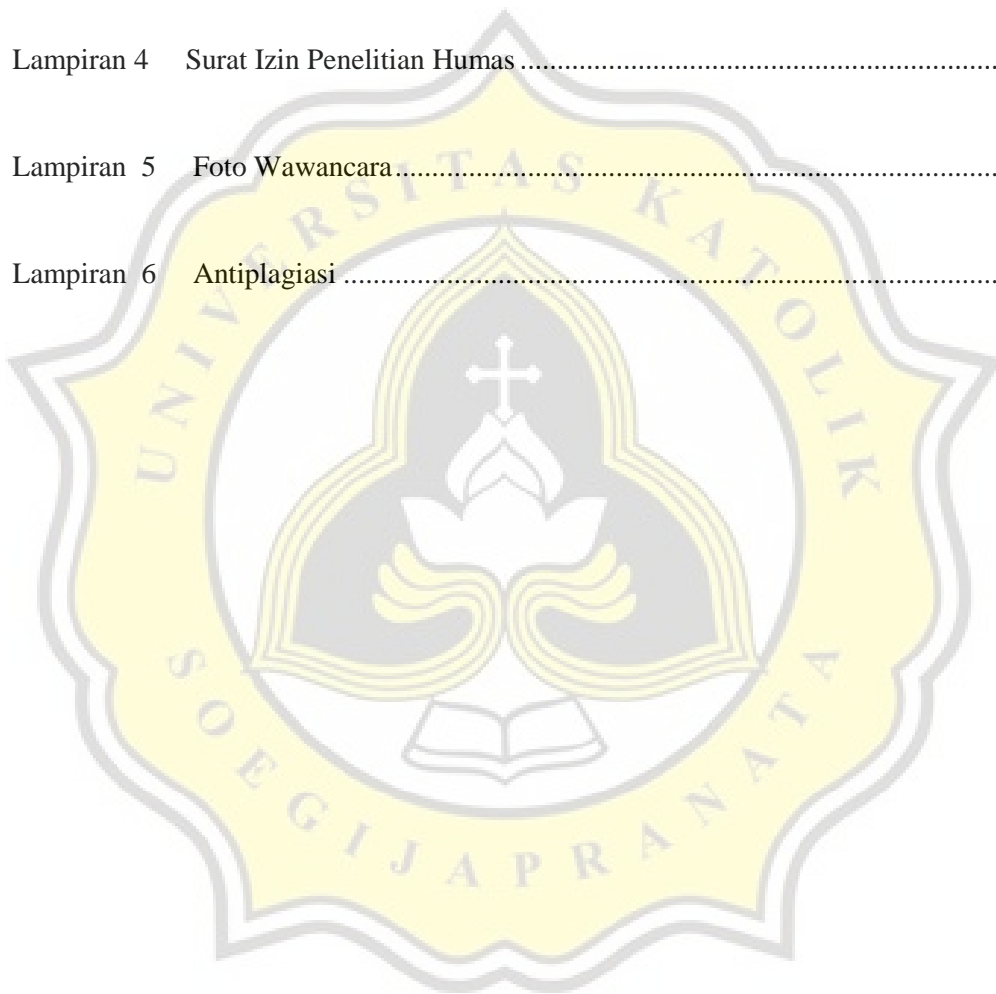 Lampiran 4 Surat Izin Penelitian Humas ................................................................
Lampiran 5 Foto Wawancara ................................................................................
Lampiran 6 Antiplagiasi .......................................................................................
UNIVERSITAS KATOLIK
SOEGIJAPRANATA